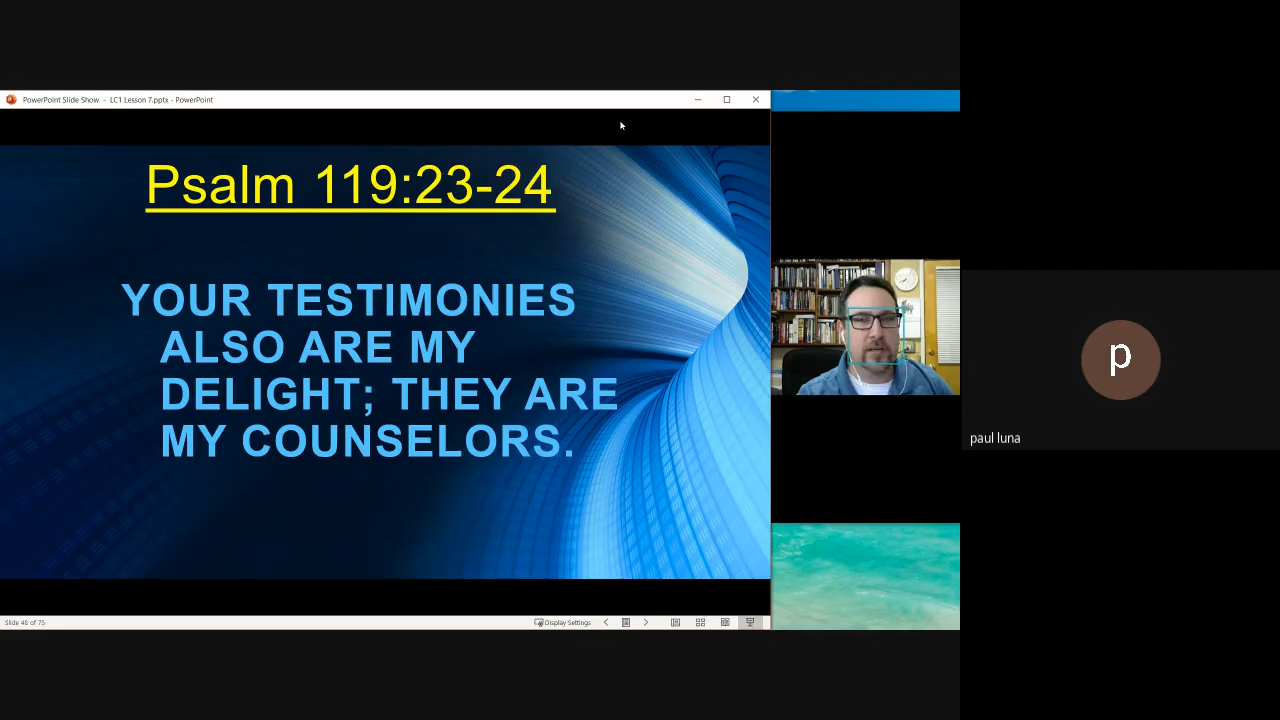 PowerPoint Slide Show - LC1 Lesson 7.pptx - PowerPoint
Psalm 119:23-24
YOUR TESTIMONIES
ALSO ARE MY
DELIGHT; THEY ARE
MY COUNSELORS.
p
paul luna
Slide 48 of 75
Display Settings